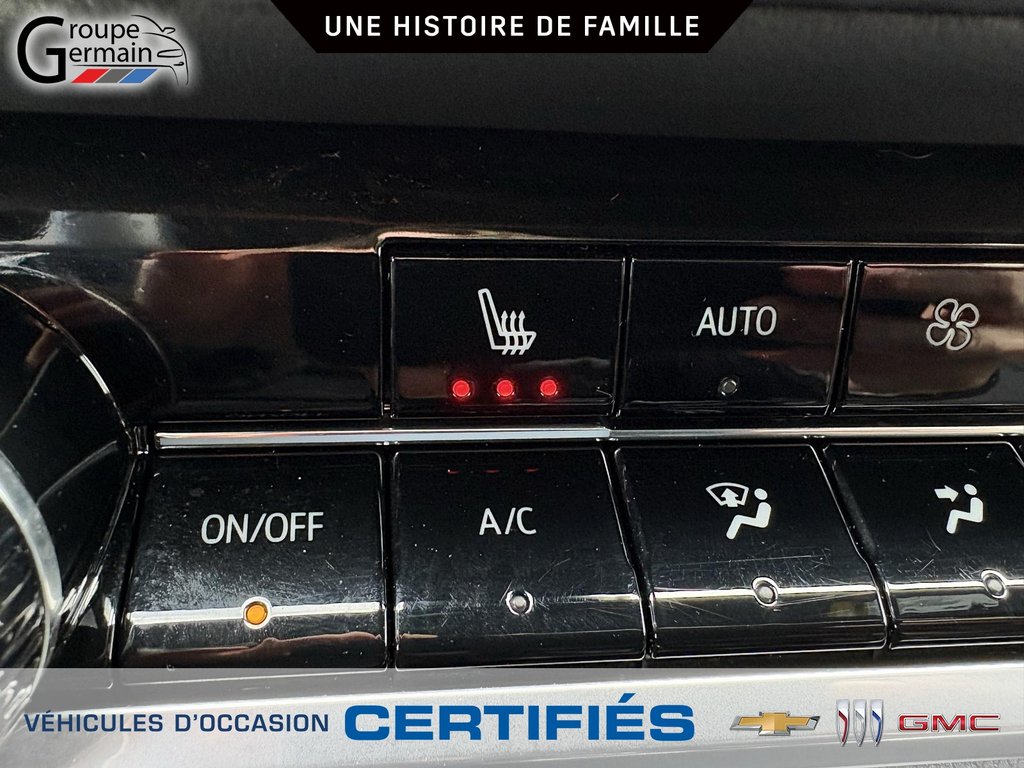 Groupe
Germain
UNE HISTOIRE DE FAMILLE
AUTO
ON/OFF
A/C
VÉHICULES D'OCCASION CERTIFIÉS GMC